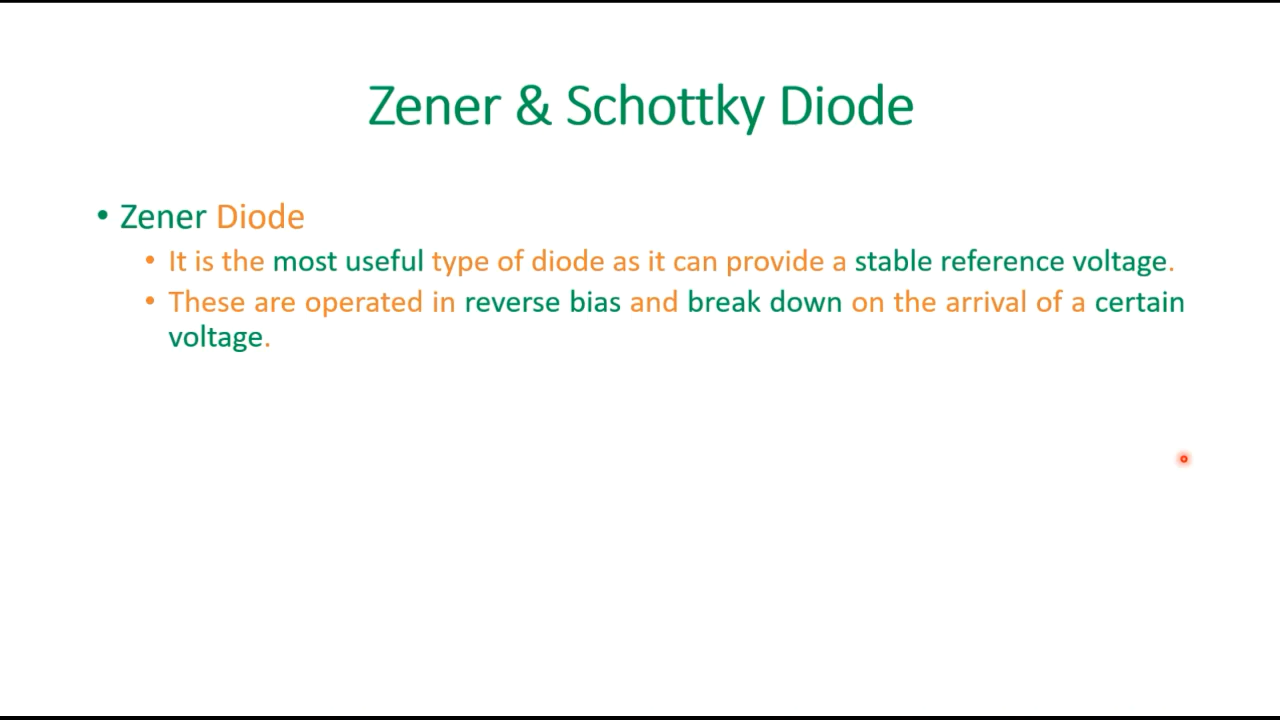 Zener & Schottky Diode
• Zener Diode
• It is the most useful type of diode as it can provide a stable reference voltage.
• These are operated in reverse bias and break down on the arrival of a certain
voltage.